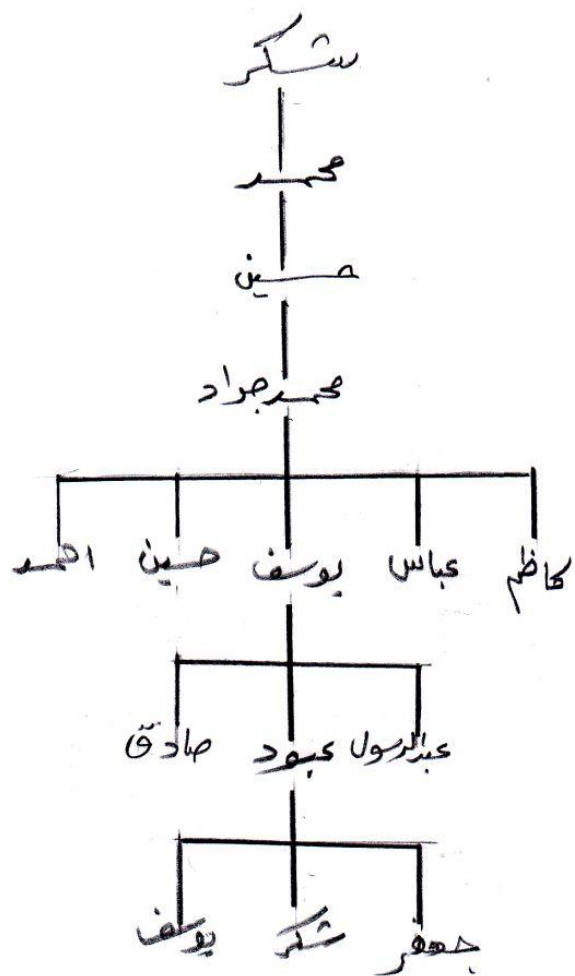 شكر
محمد
حسين
محمد جواد
كاظم عباس يوسف حسين احمد
عبدالرسول عبود صادق
جعفر شكر يوسف